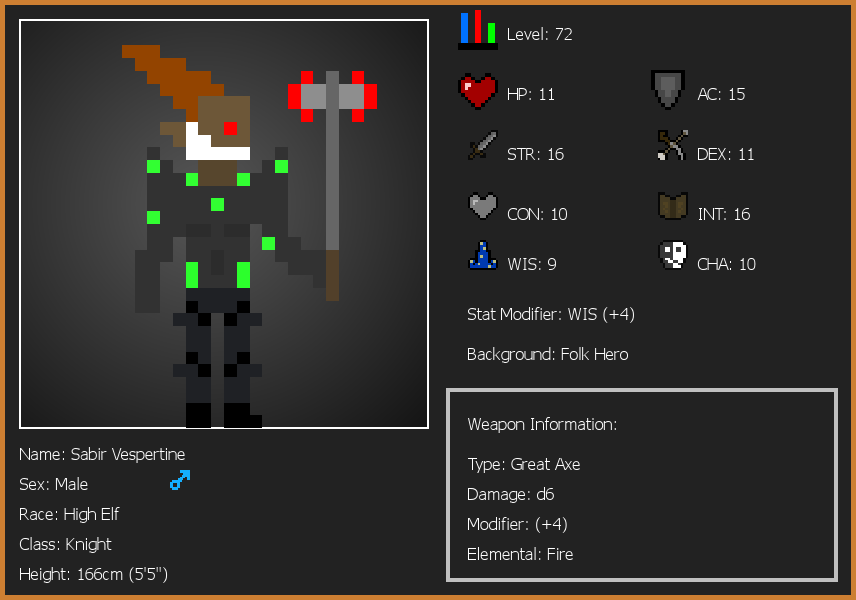 Level: 72
HP: 11
AC: 15
STR: 16
DEX: 11
CON: 10
INT: 16
WIS: 9
CHA: 10
Stat Modifier: WIS (+4)
Background: Folk Hero
Weapon Information:
Type: Great Axe
Damage: d6
Modifier: (+4)
Elemental: Fire
Name: Sabir Vespertine
Sex: Male
Race: High Elf
Class: Knight
Height: 166cm (5'5")